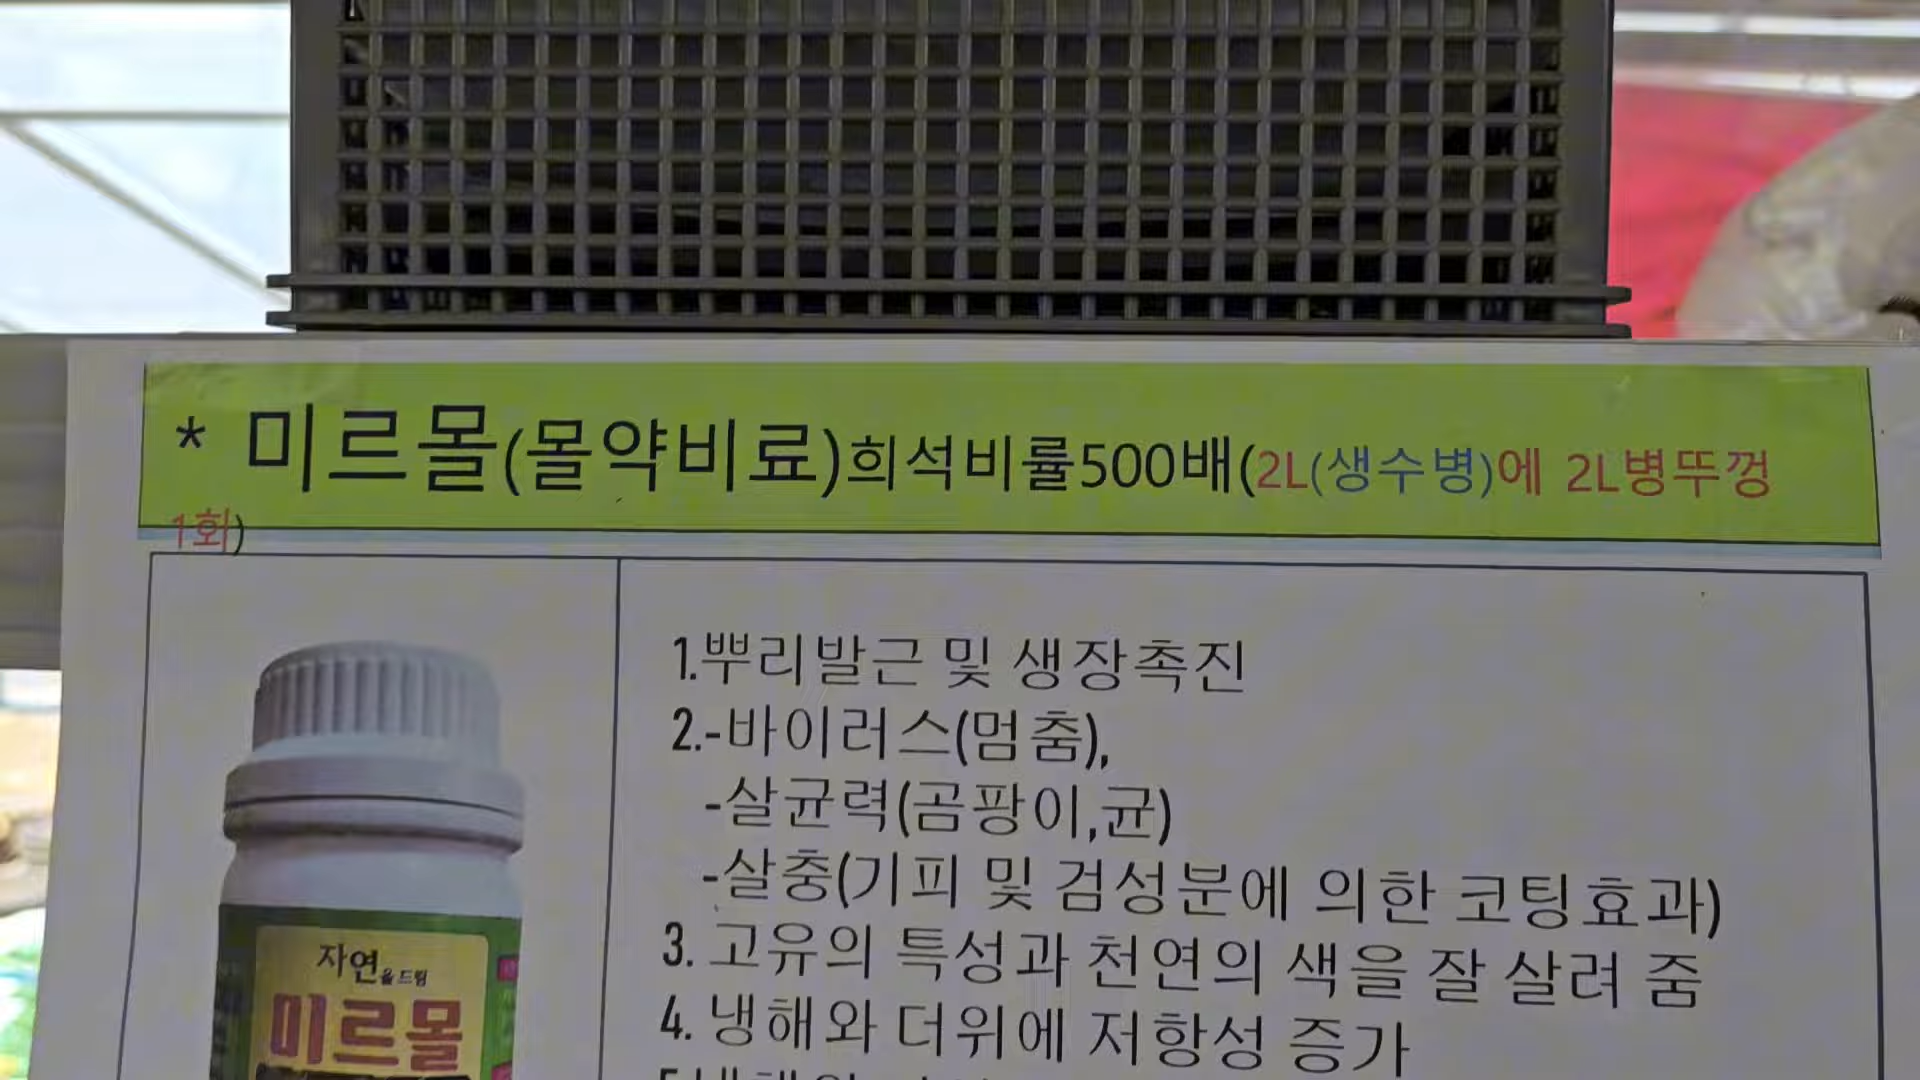 * 미르몰(몰약비료)희석비률500배(2L(생수병)에 2L병뚜껑
1회)
1.뿌리발근 및 생장촉진
2.-바이러스(멈춤),
-살균력(곰팡이,균)
-살충(기피 및 검성분에 의한 코팅효과)
3. 고유의 특성과 천연의 색을 잘 살려 줌
4. 냉해와 더위에 저항성 증가
자연을드림
미르몰